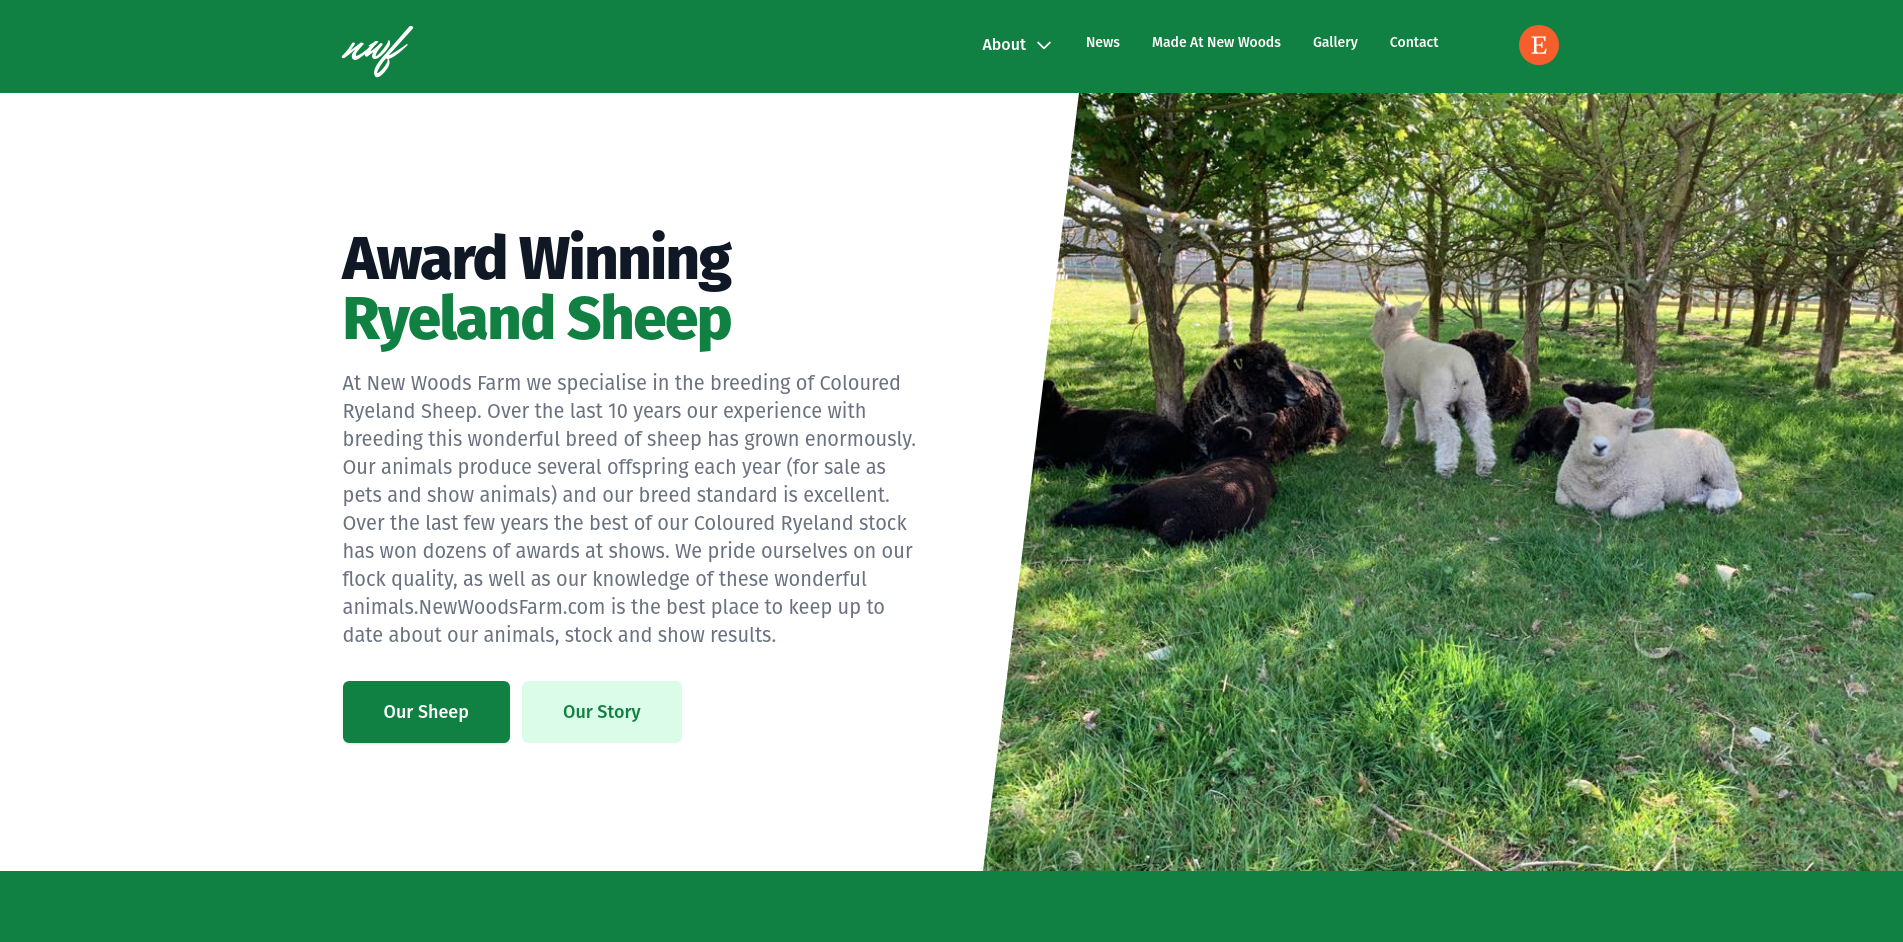 nwf
About
News
Made At New Woods
Gallery
Contact
E
Award Winning
Ryeland Sheep
At New Woods Farm we specialise in the breeding of Coloured
Ryeland Sheep. Over the last 10 years our experience with
breeding this wonderful breed of sheep has grown enormously.
Our animals produce several offspring each year (for sale as
pets and show animals) and our breed standard is excellent.
Over the last few years the best of our Coloured Ryeland stock
has won dozens of awards at shows. We pride ourselves on our
flock quality, as well as our knowledge of these wonderful
animals.NewWoodsFarm.com is the best place to keep up to
date about our animals, stock and show results.
Our Sheep
Our Story